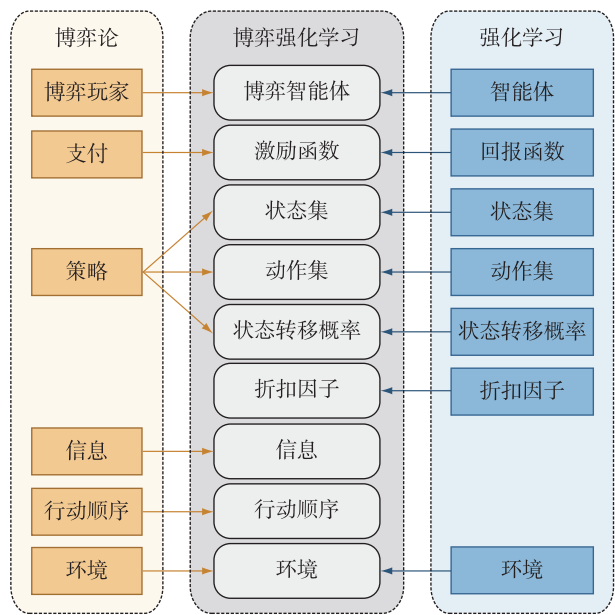 博弈论
博弈玩家
支付
策略
信息
行动顺序
环境
博弈强化学习
博弈智能体
激励函数
状态集
动作集
状态转移概率
折扣因子
信息
行动顺序
环境
强化学习
智能体
回报函数
状态集
动作集
状态转移概率
折扣因子
环境